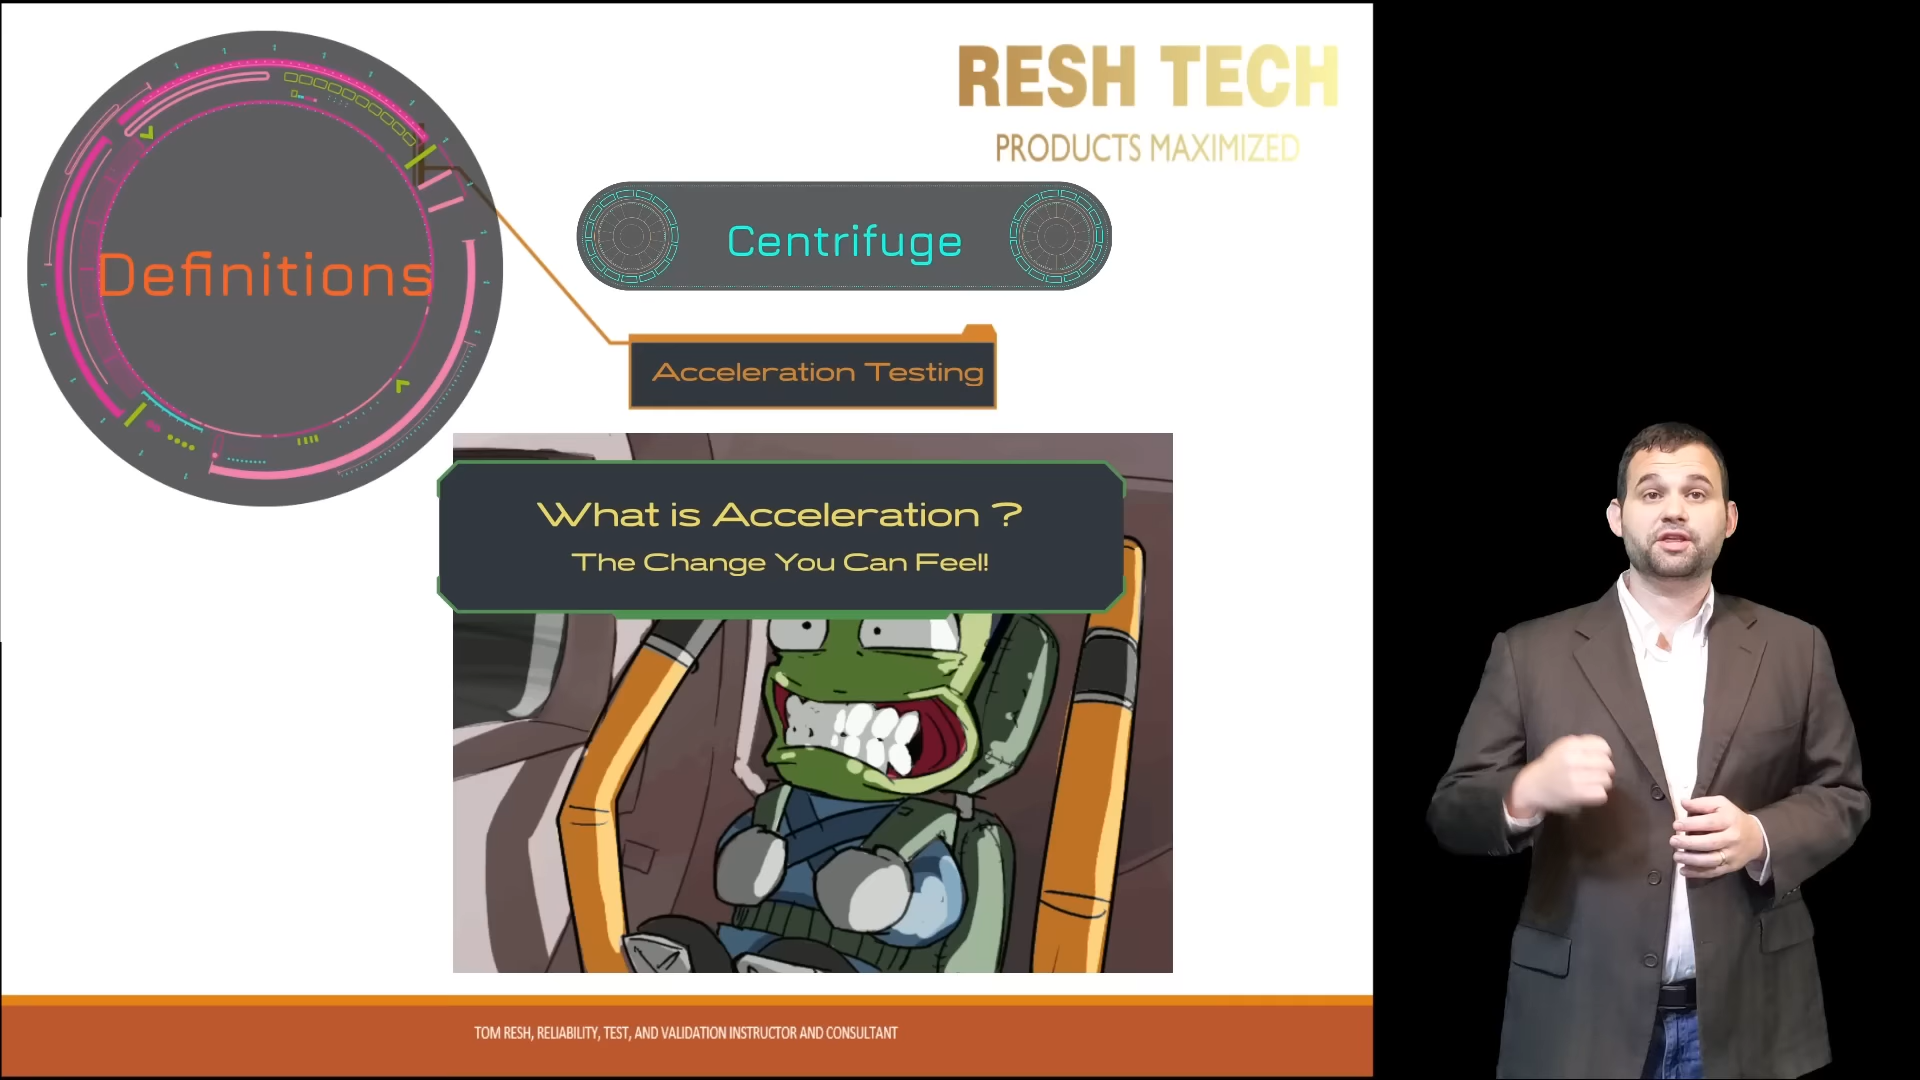 RESH TECH
PRODUCTS MAXIMIZED
Definitions
Centrifuge
Acceleration Testing
What is Acceleration ?
The Change You Can Feel!
TOM RESH, RELIABILITY, TEST, AND VALIDATION INSTRUCTOR AND CONSULTANT